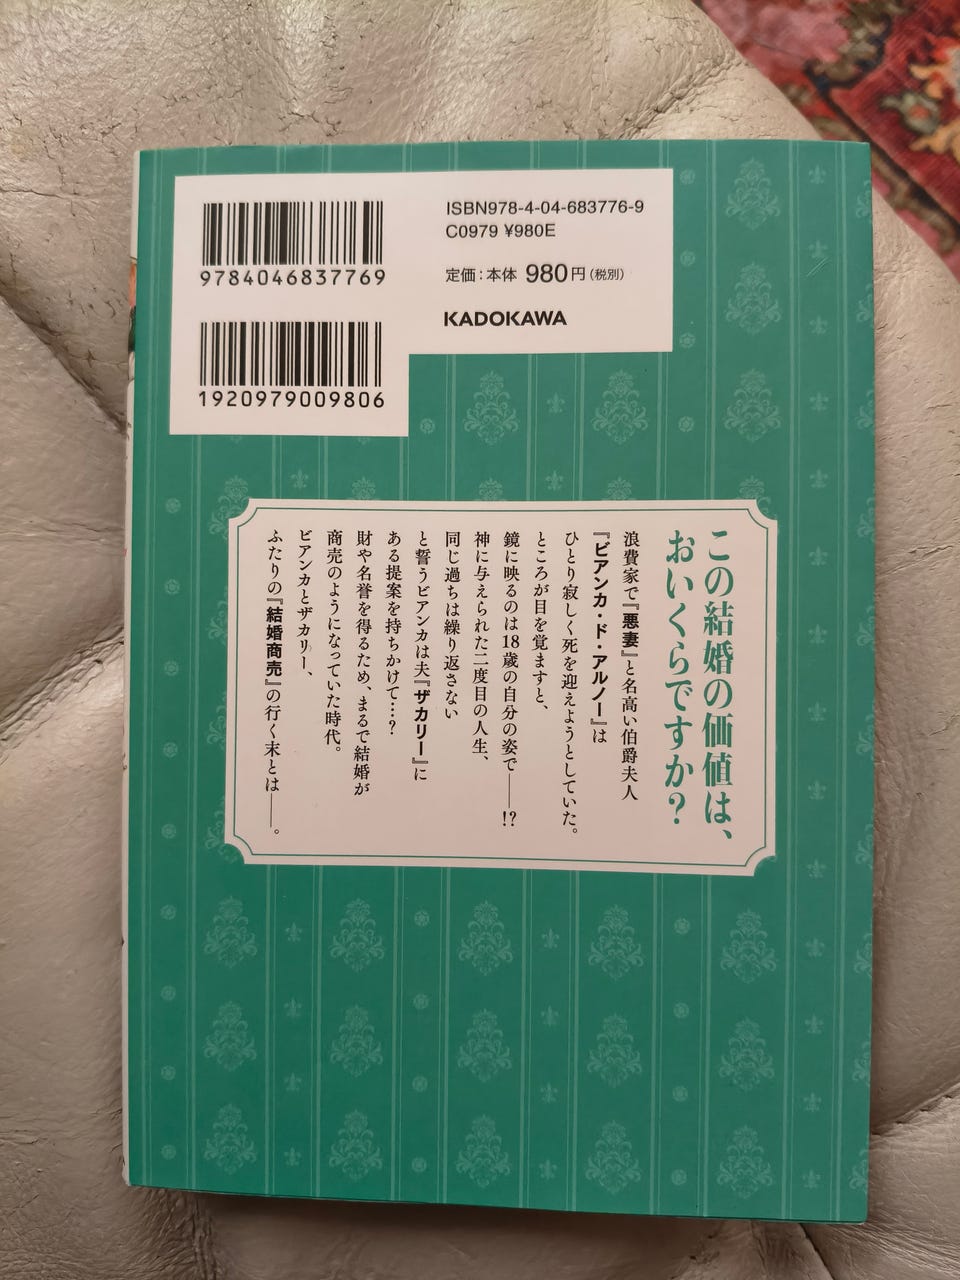 9784046837769
1920979009806
ISBN978-4-04-683776-9
C0979 ¥980E
定価：本体 980円（税別）
KADOKAWA
この結婚の価値は、
おいくらですか？
浪費家で『悪妻』と名高い伯爵夫人
『ビアンカ・ド・アルノー』は
ひとり寂しく死を迎えようとしていた。
ところが目を覚ますと、
鏡に映るのは18歳の自分の姿で――!?
神に与えられた二度目の人生、
同じ過ちは繰り返さない
と誓うビアンカは夫『ザカリー』に
ある提案を持ちかけて…？
財や名誉を得るため、まるで結婚が
商売のようになっていた時代。
ビアンカとザカリー、
ふたりの『結婚商売』の行く末とは――。